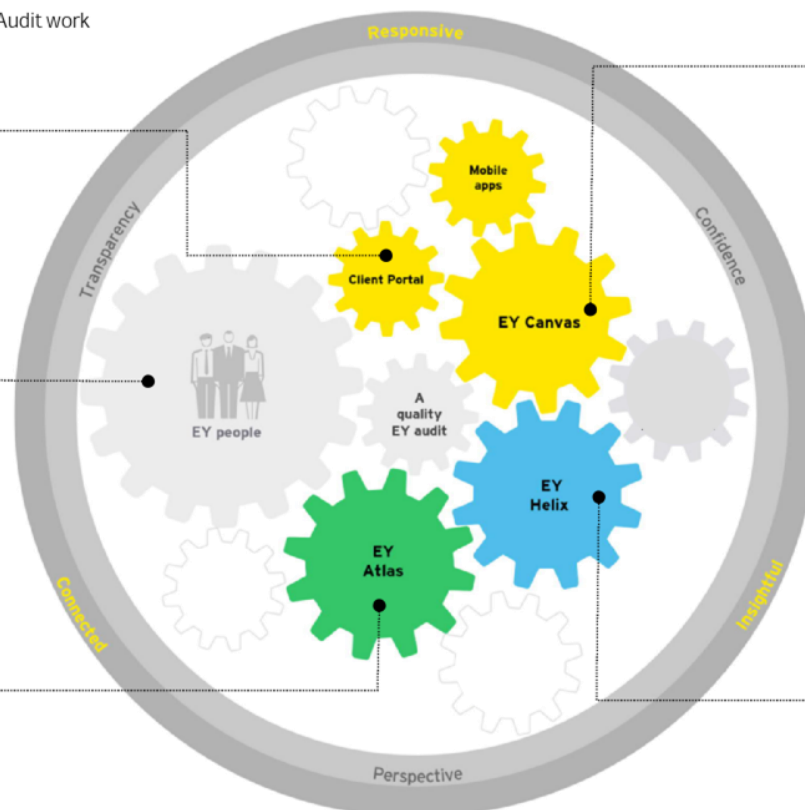 Audit work
Responsive
Mobile
apps
Transparency
Confidence
Client Portal
EY Canvas
A
quality
EY audit
EY people
EY
Helix
EY
Atlas
Connected
Insightful
Perspective